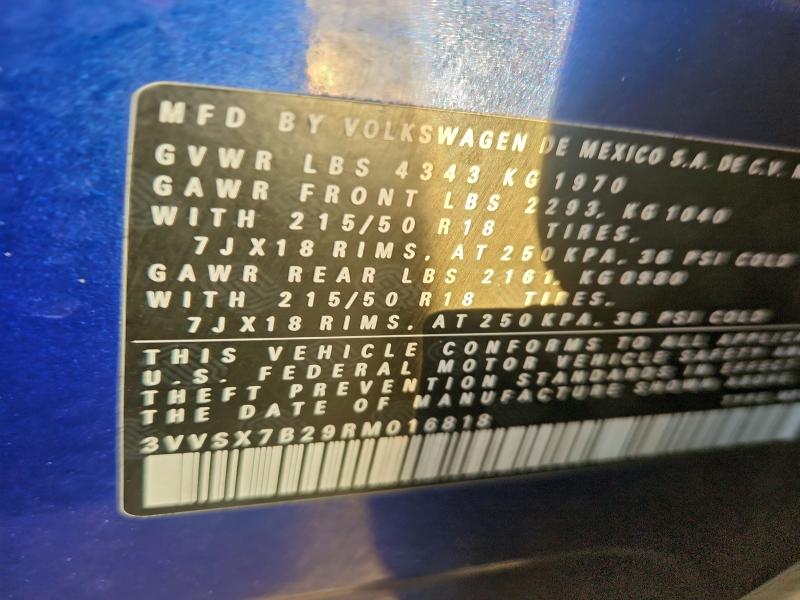 MFD BY VOLKSWAGEN DE MEXICO S.A. DE C.V.
GVWR LBS 4343 KG 1970
GAWR FRONT LBS 2293, KG 1040
WITH 215/50 R18 TIRES,
7JX18 RIMS, AT 250 KPA, 36 PSI COLD
GAWR REAR LBS 2161, KG 0980
WITH 215/50 R18 TIRES,
7JX18 RIMS, AT 250 KPA, 36 PSI COLD
THIS VEHICLE CONFORMS TO ALL
U.S. FEDERAL MOTOR VEHICLE SAFETY
THEFT PREVENTION STANDARDS IN EFFECT
THE DATE OF MANUFACTURE SHOWN
3VVSX7B29RM016818